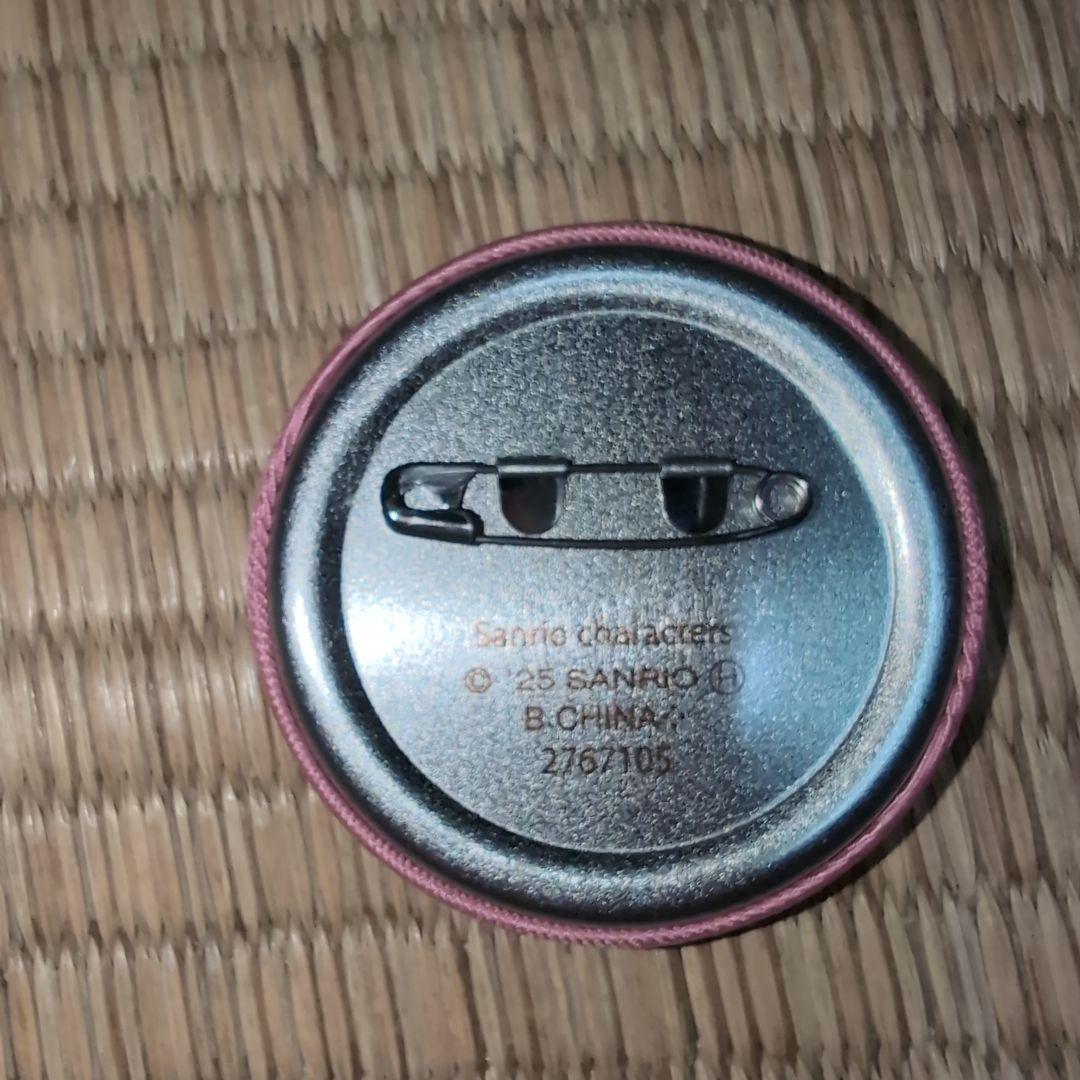 Sanrio characters
© '25 SANRIO Ⓗ
B.CHINA∴
2767105